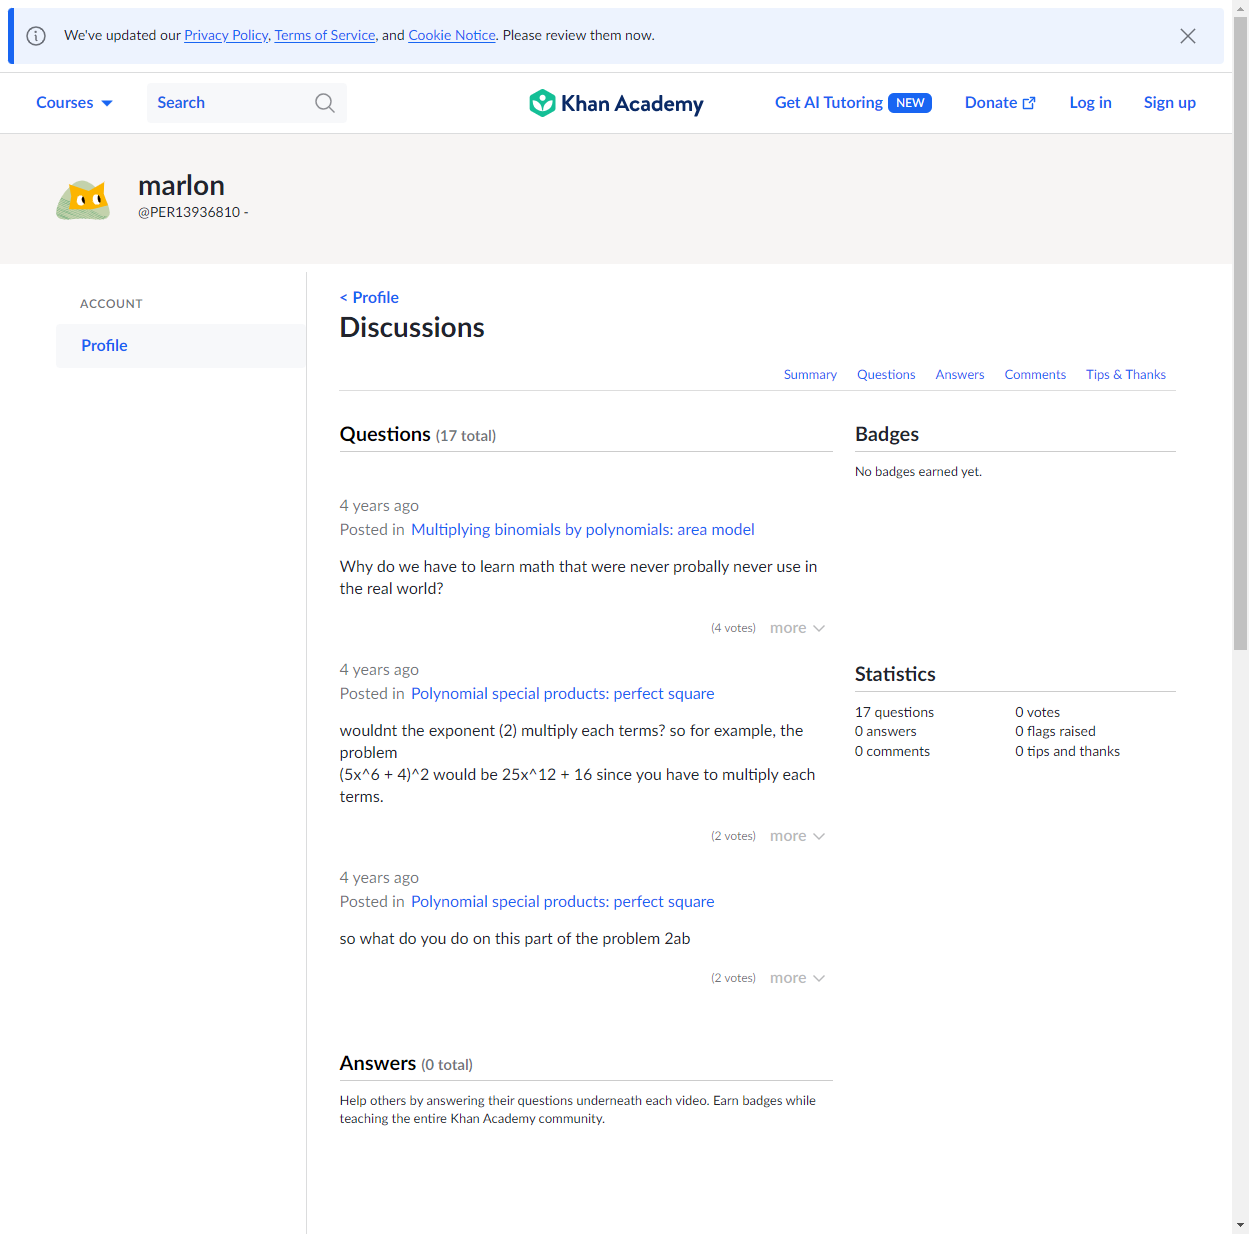 We've updated our Privacy Policy, Terms of Service, and Cookie Notice. Please review them now.
Courses
Search
Khan Academy
Get AI Tutoring NEW
Donate
Log in
Sign up
marlon
@PER13936810 -
ACCOUNT
Profile
< Profile
Discussions
Summary
Questions
Answers
Comments
Tips & Thanks
Questions (17 total)
4 years ago
Posted in Multiplying binomials by polynomials: area model
Why do we have to learn math that were never probally never use in
the real world?
(4 votes) more
4 years ago
Posted in Polynomial special products: perfect square
wouldnt the exponent (2) multiply each terms? so for example, the
problem
(5x^6 + 4)^2 would be 25x^12 + 16 since you have to multiply each
terms.
(2 votes) more
4 years ago
Posted in Polynomial special products: perfect square
so what do you do on this part of the problem 2ab
(2 votes) more
Answers (0 total)
Help others by answering their questions underneath each video. Earn badges while
teaching the entire Khan Academy community.
Badges
No badges earned yet.
Statistics
17 questions
0 votes
0 answers
0 flags raised
0 comments
0 tips and thanks